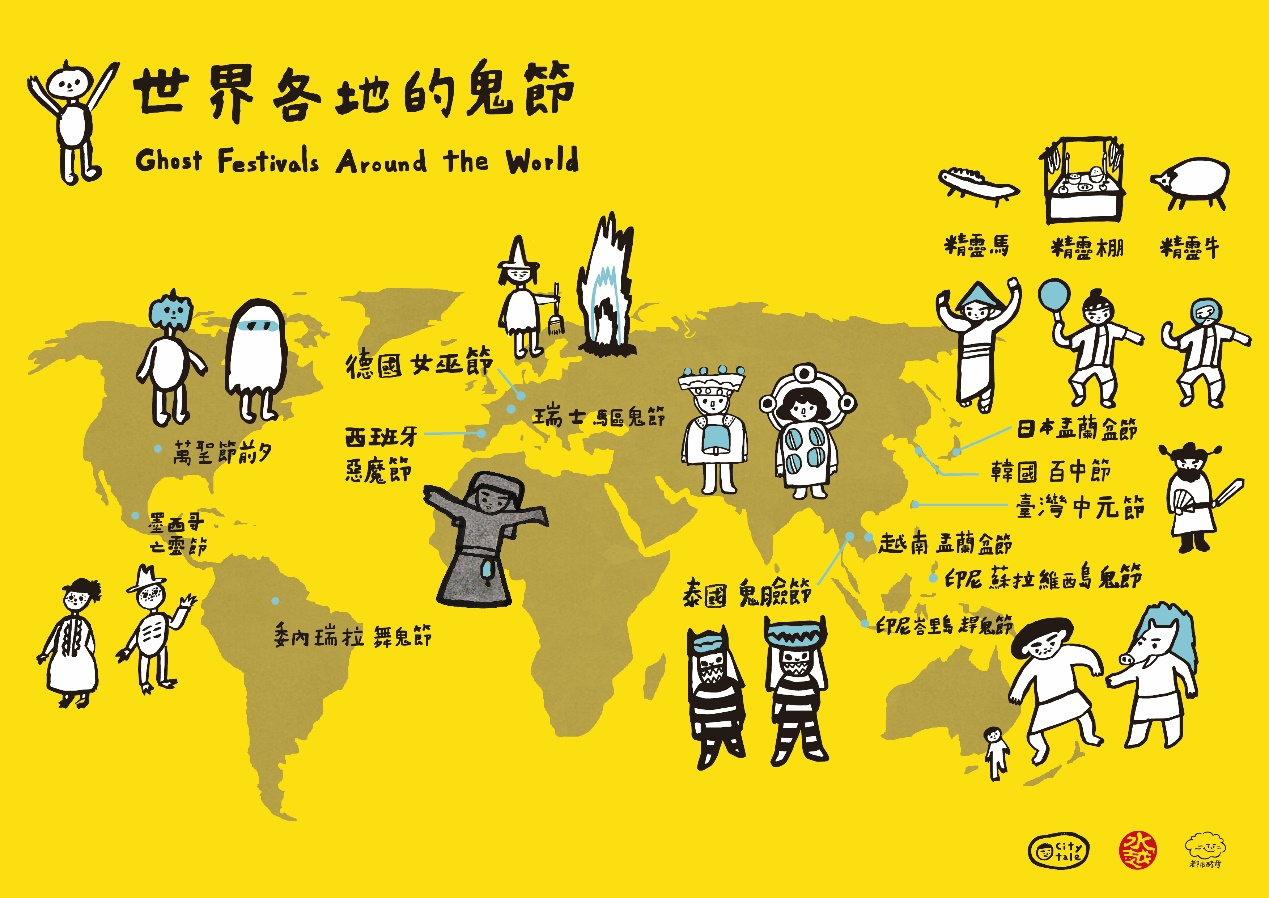 世界各地的鬼節
Ghost Festivals Around the World
精靈馬
精靈棚
精靈牛
德國 女巫節
瑞士 驅鬼節
西班牙
惡魔節
萬聖節前夕
墨西哥
亡靈節
委內瑞拉 舞鬼節
日本盂蘭盆節
韓國 百中節
臺灣中元節
越南 盂蘭盆節
印尼 蘇拉維西島 鬼節
泰國 鬼臉節
印尼峇里島 趕鬼節
City
tale